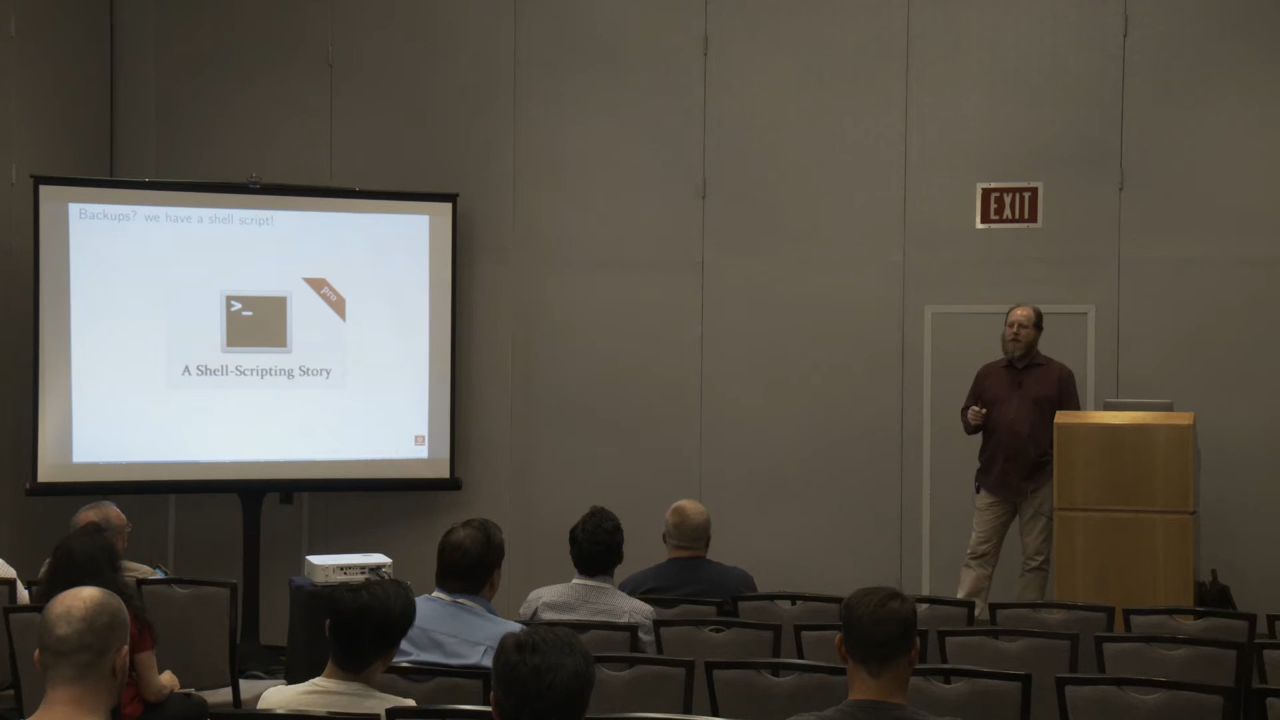 Backups? we have a shell script!
>_
pro
A Shell-Scripting Story
EXIT